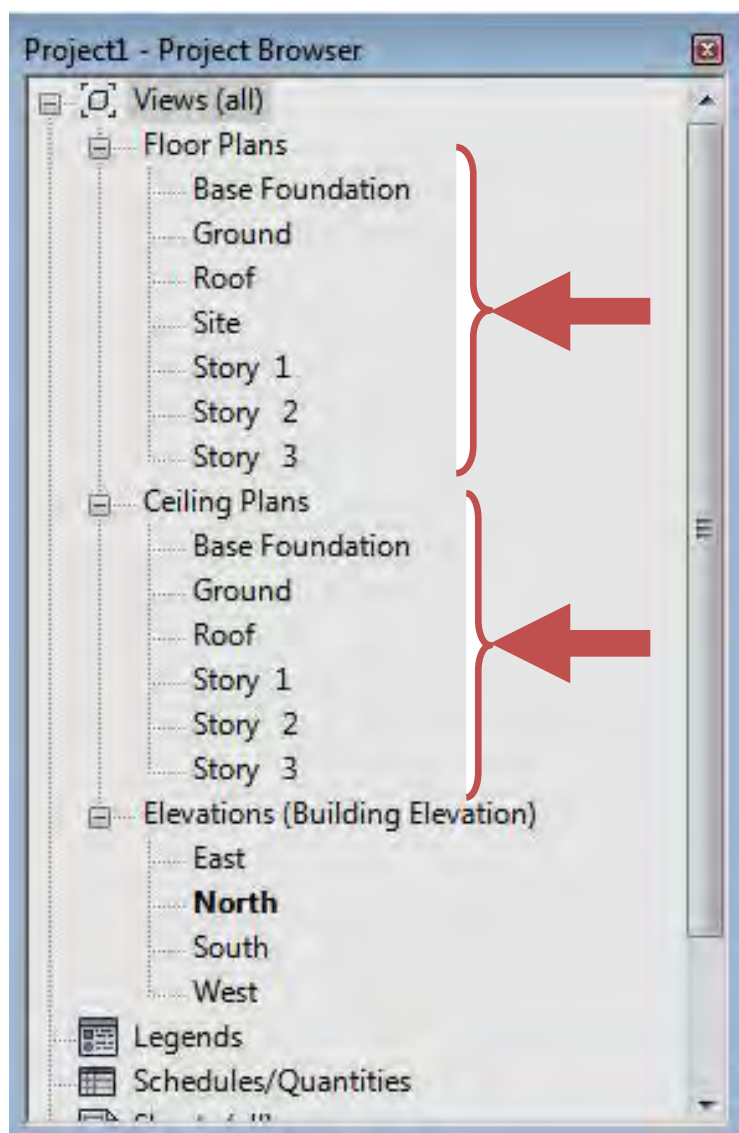 Project1 - Project Browser
Views (all)
Floor Plans
Base Foundation
Ground
Roof
Site
Story 1
Story 2
Story 3
Ceiling Plans
Base Foundation
Ground
Roof
Story 1
Story 2
Story 3
Elevations (Building Elevation)
East
North
South
West
Legends
Schedules/Quantities